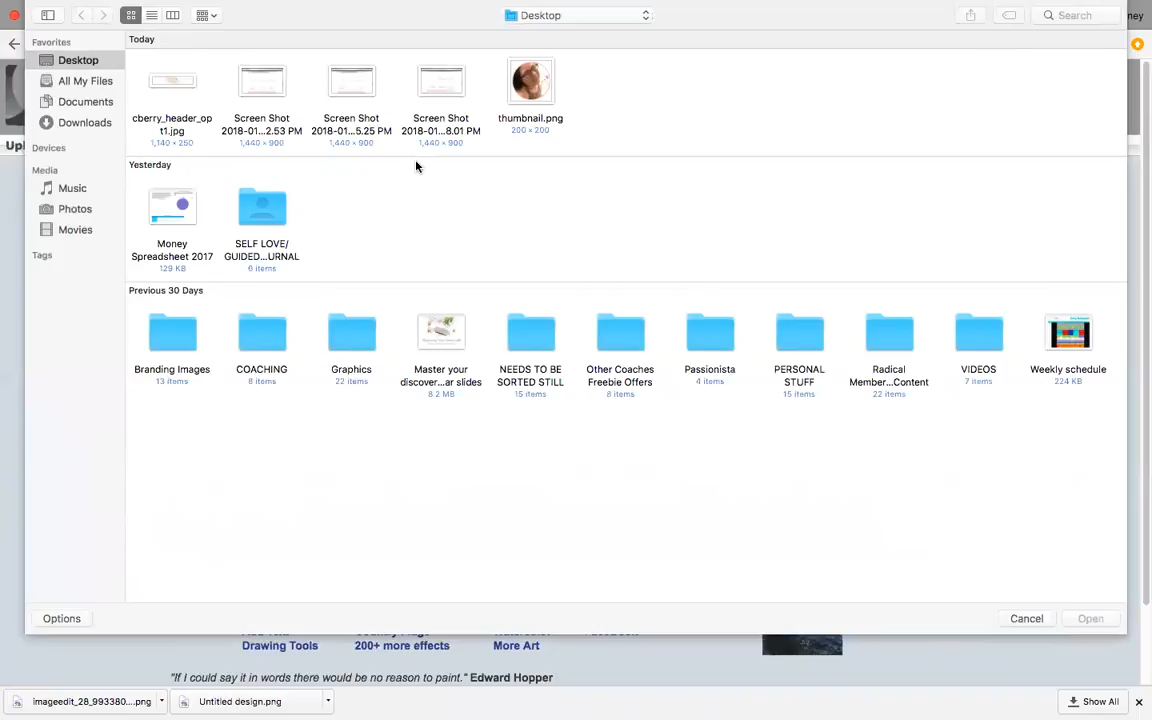 Desktop
Search
ney
Favorites
Desktop
All My Files
Documents
Downloads
Devices
Media
Music
Photos
Movies
Tags
Upl
Today
cberry_header_op
t1.jpg
1,140 × 250
Screen Shot
2018-01...2.53 PM
1,440 × 900
Screen Shot
2018-01...5.25 PM
1,440 × 900
Screen Shot
2018-01...8.01 PM
1,440 × 900
thumbnail.png
200 × 200
Yesterday
Money
Spreadsheet 2017
129 KB
SELF LOVE/
GUIDED...URNAL
6 items
Previous 30 Days
Branding Images
13 items
COACHING
8 items
Graphics
22 items
Master your
discover...ar slides
8.2 MB
NEEDS TO BE
SORTED STILL
15 items
Other Coaches
Freebie Offers
8 items
Passionista
4 items
PERSONAL
STUFF
15 items
Radical
Member...Content
22 items
VIDEOS
7 items
Weekly schedule
224 KB
Options
Cancel
Open
Drawing Tools
200+ more effects
More Art
"If I could say it in words there would be no reason to paint." Edward Hopper
imageedit_28_993380....png
Untitled design.png
Show All